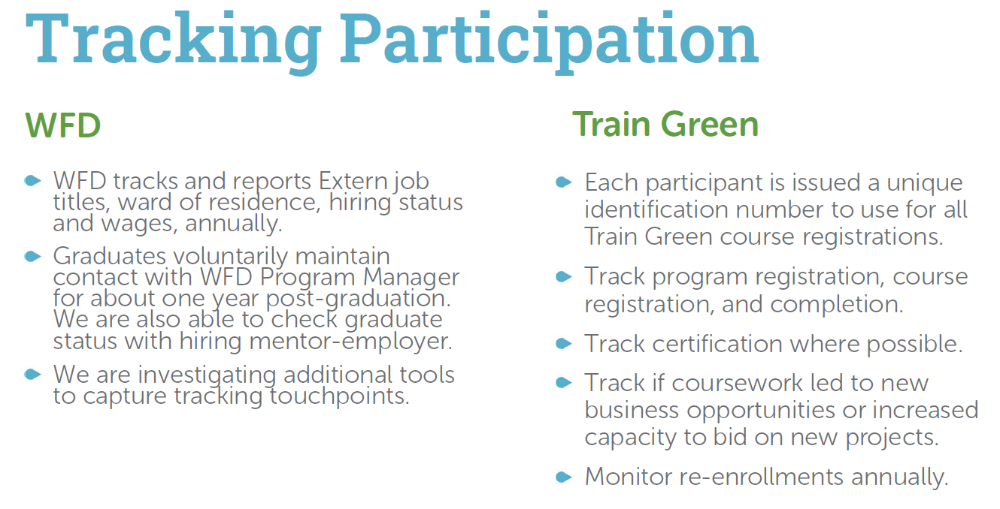 Tracking Participation
WFD
WFD tracks and reports Extern job
titles, ward of residence, hiring status
and wages, annually.
Graduates voluntarily maintain
contact with WFD Program Manager
for about one year post-graduation.
We are also able to check graduate
status with hiring mentor-employer.
We are investigating additional tools
to capture tracking touchpoints.
Train Green
Each participant is issued a unique
identification number to use for all
Train Green course registrations.
Track program registration, course
registration, and completion.
Track certification where possible.
Track if coursework led to new
business opportunities or increased
capacity to bid on new projects.
Monitor re-enrollments annually.